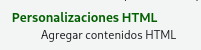 Personalizaciones HTML
Agregar contenidos HTML